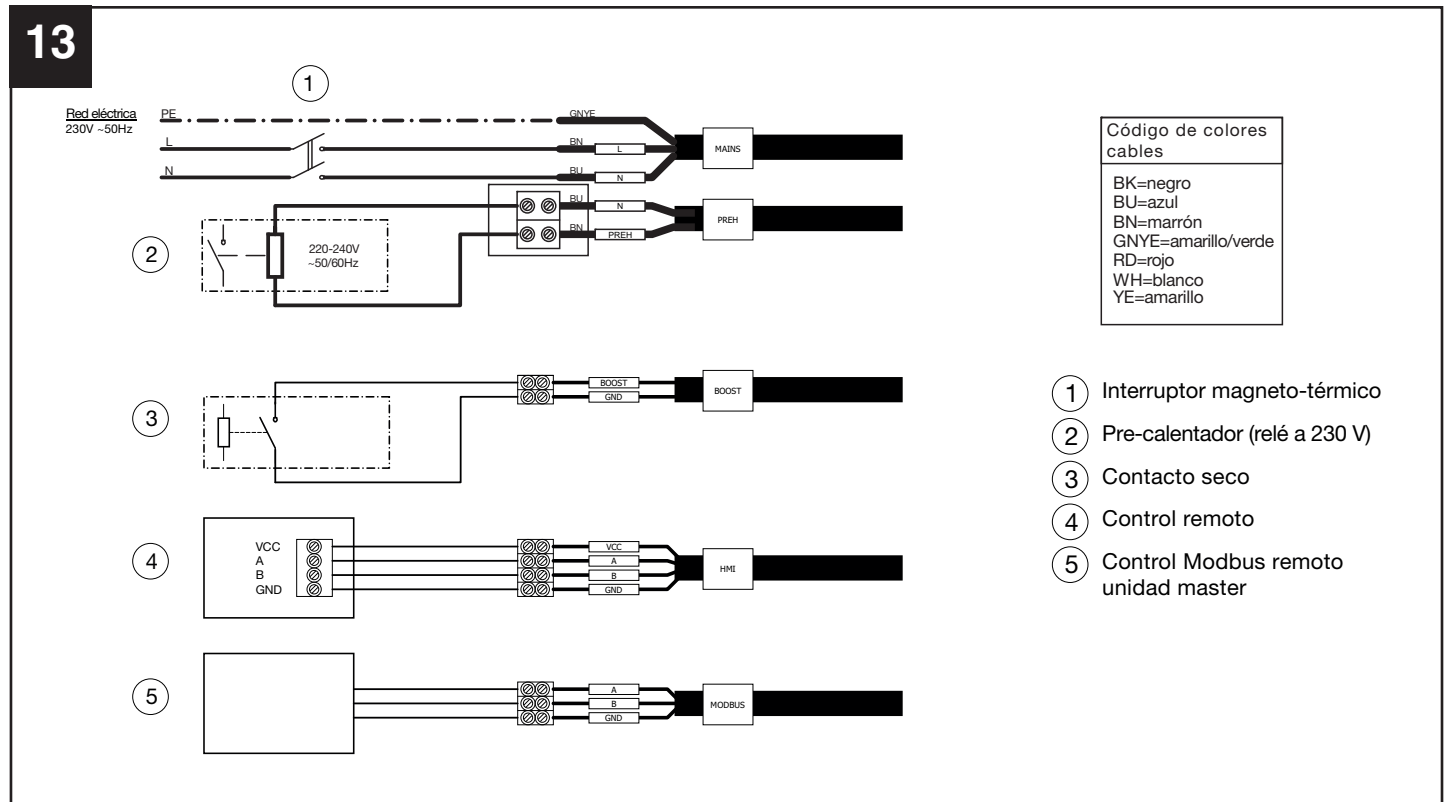 13
1
Red eléctrica
230V ~50Hz
PE
GNYE
L
BN
L
MAINS
N
BU
N
2
220-240V
~50/60Hz
BU
N
BN
PREH
PREH
3
BOOST
GND
BOOST
4
VCC
A
B
GND
VCC
A
B
GND
HMI
5
A
B
GND
MODBUS
Código de colores
cables
BK=negro
BU=azul
BN=marrón
GNYE=amarillo/verde
RD=rojo
WH=blanco
YE=amarillo
1 Interruptor magneto-térmico
2 Pre-calentador (relé a 230 V)
3 Contacto seco
4 Control remoto
5 Control Modbus remoto
unidad master